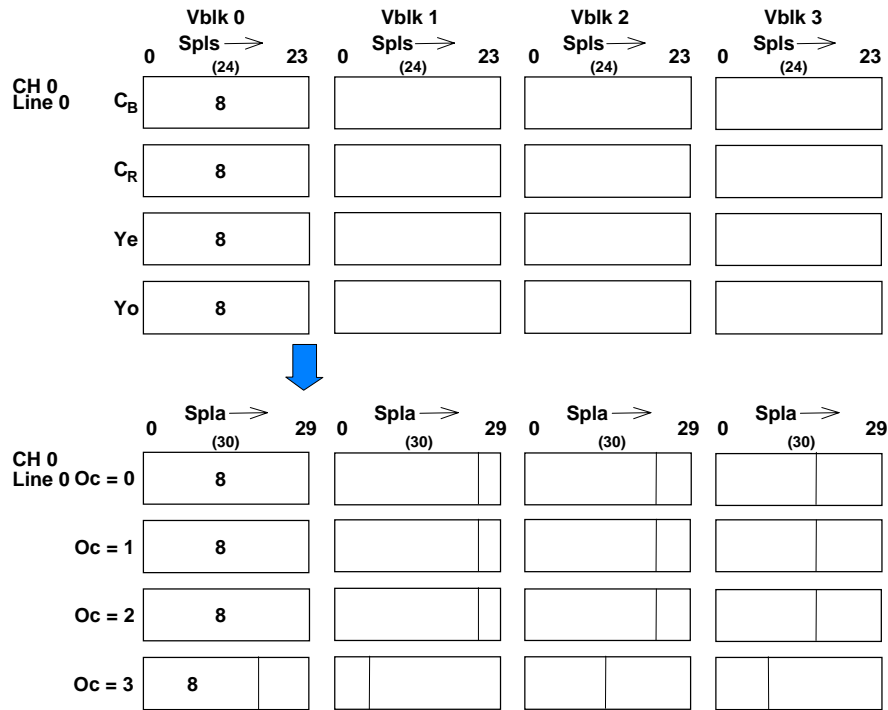 Vblk 0 Vblk 1 Vblk 2 Vblk 3
Spls Spls Spls Spls
0 23 0 23 0 23 0 23
(24) (24) (24) (24)
CH 0
Line 0 CB 8
CR 8
Ye 8
Yo 8
Spla Spla Spla Spla
0 29 0 29 0 29 0 29
(30) (30) (30) (30)
CH 0
Line 0 Oc = 0 8
Oc = 1 8
Oc = 2 8
Oc = 3 8